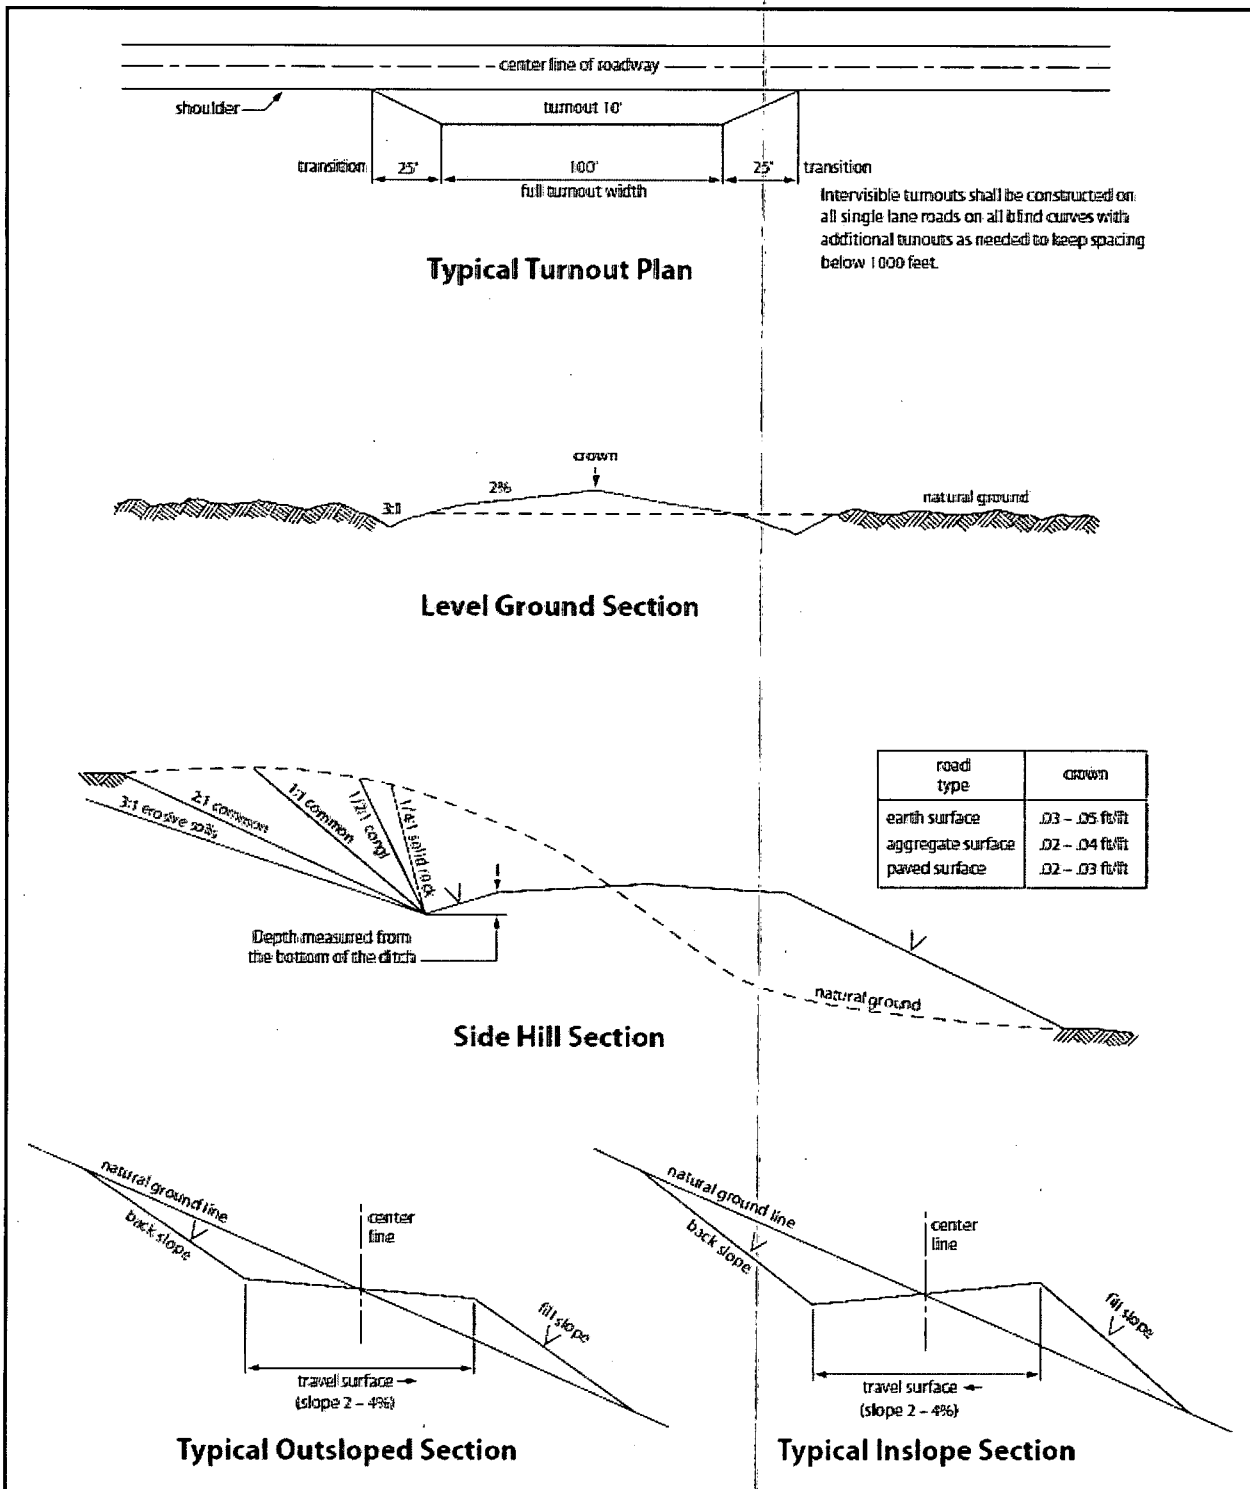 center line of roadway
shoulder
turnout 10'
transition
25'
100'
25'
transition
full turnout width
Intervisible turnouts shall be constructed on
all single lane roads on all blind curves with
additional tunouts as needed to keep spacing
below 1000 feet.
Typical Turnout Plan
crown
2%
3:1
natural ground
Level Ground Section
road
type
crown
earth surface
.03 – .05 ft/ft
aggregate surface
.02 – .04 ft/ft
paved surface
.02 – .03 ft/ft
3:1 erosive soils
2:1 common
1:1 common
1/2:1 congl
1/4:1 solid rock
Depth measured from
the bottom of the ditch
natural ground
Side Hill Section
natural ground line
back slope
center
line
fill slope
travel surface →
(slope 2 – 4%)
Typical Outsloped Section
natural ground line
back slope
center
line
fill slope
travel surface ←
(slope 2 – 4%)
Typical Inslope Section